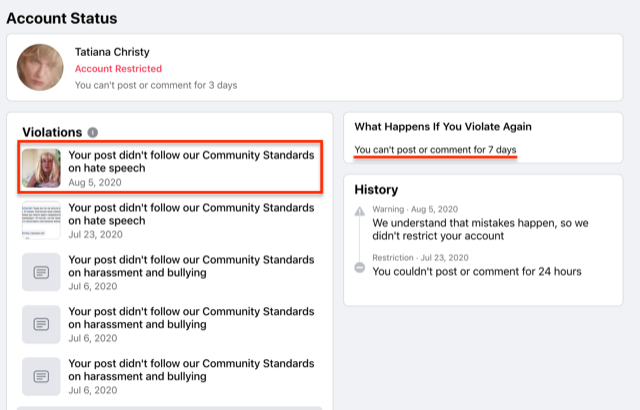 Account Status
Tatiana Christy
Account Restricted
You can't post or comment for 3 days
Violations
Your post didn't follow our Community Standards
on hate speech
Aug 5, 2020
Your post didn't follow our Community Standards
on hate speech
Jul 23, 2020
Your post didn't follow our Community Standards
on harassment and bullying
Jul 6, 2020
Your post didn't follow our Community Standards
on harassment and bullying
Jul 6, 2020
Your post didn't follow our Community Standards
on harassment and bullying
Jul 6, 2020
What Happens If You Violate Again
You can't post or comment for 7 days
History
Warning · Aug 5, 2020
We understand that mistakes happen, so we
didn't restrict your account
Restriction · Jul 23, 2020
You couldn't post or comment for 24 hours